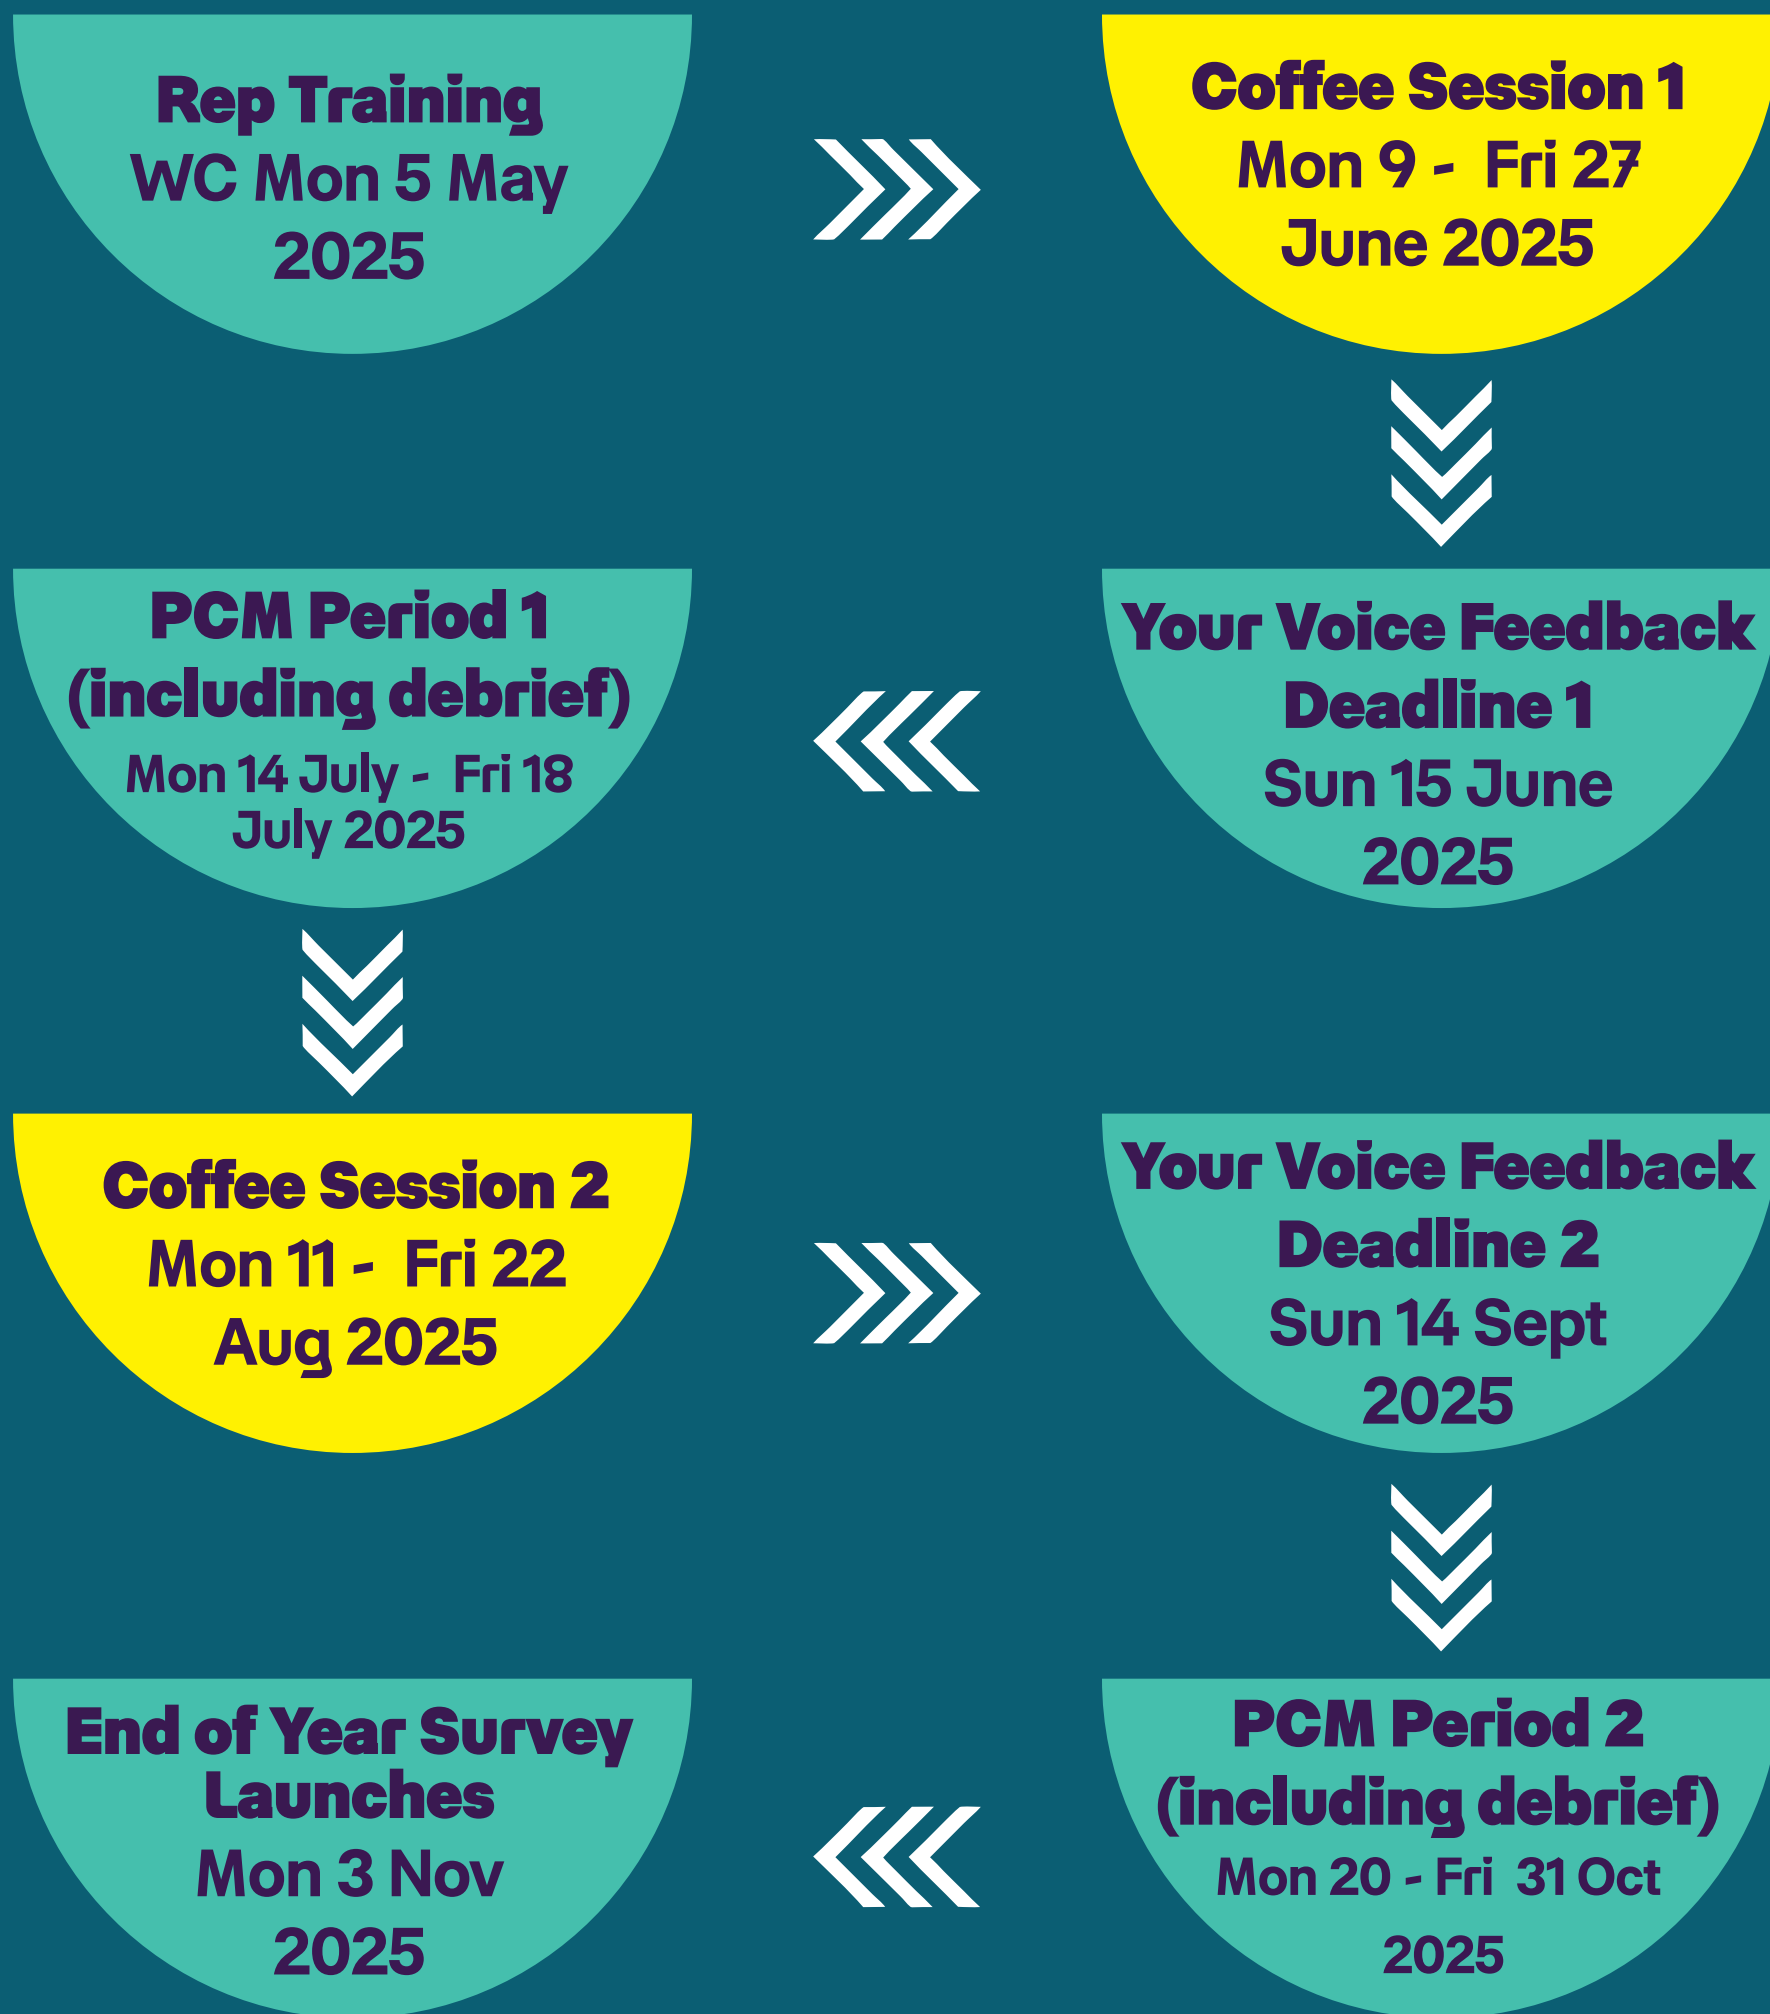 Rep Training
WC Mon 5 May
2025
Coffee Session 1
Mon 9 - Fri 27
June 2025
Your Voice Feedback
Deadline 1
Sun 15 June
2025
PCM Period 1
(including debrief)
Mon 14 July - Fri 18
July 2025
Coffee Session 2
Mon 11 - Fri 22
Aug 2025
Your Voice Feedback
Deadline 2
Sun 14 Sept
2025
PCM Period 2
(including debrief)
Mon 20 - Fri 31 Oct
2025
End of Year Survey
Launches
Mon 3 Nov
2025